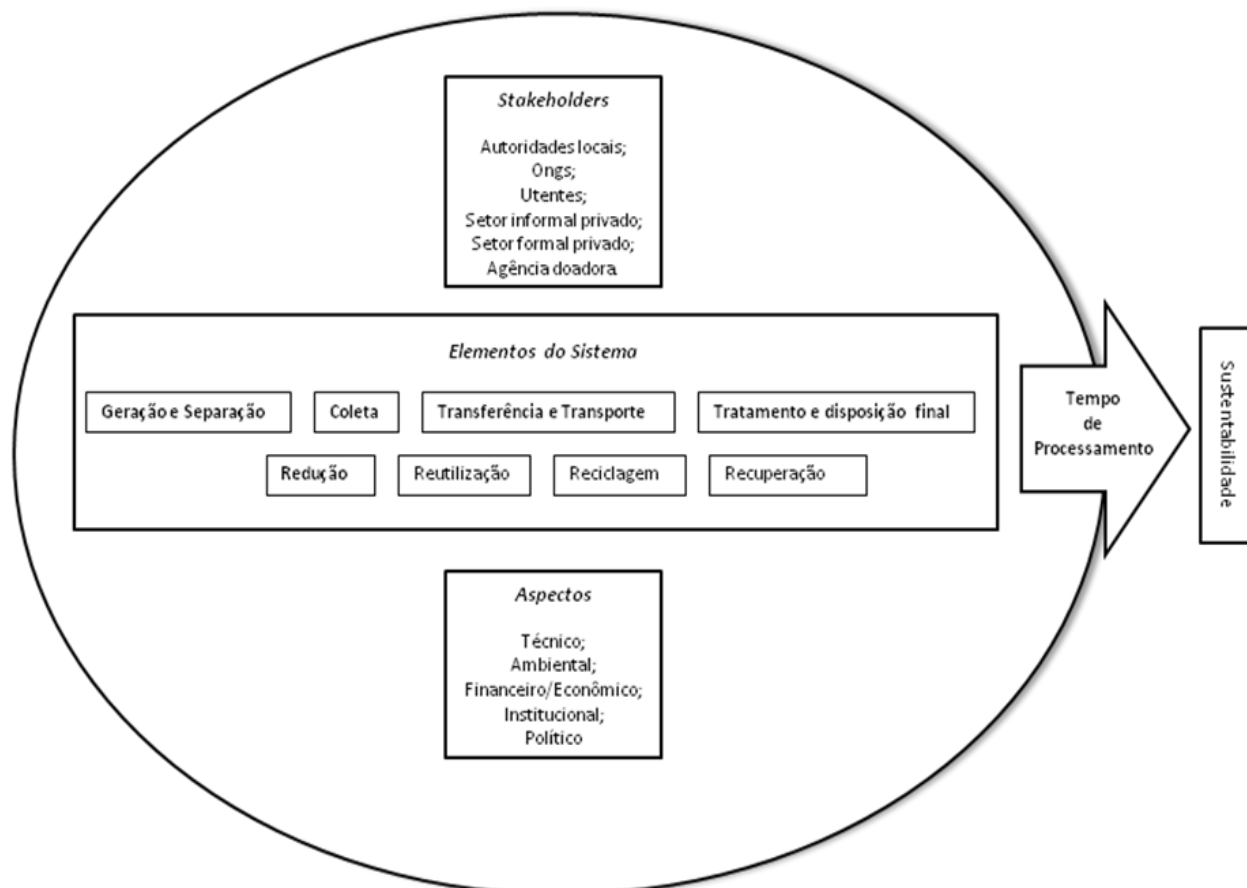 Stakeholders
Autoridades locais;
Ongs;
Utentes;
Setor informal privado;
Setor formal privado;
Agência doadora.
Elementos do Sistema
Geração e Separação
Coleta
Transferência e Transporte
Tratamento e disposição final
Redução
Reutilização
Reciclagem
Recuperação
Tempo
de
Processamento
Sustentabilidade
Aspectos
Técnico;
Ambiental;
Financeiro/Econômico;
Institucional;
Político